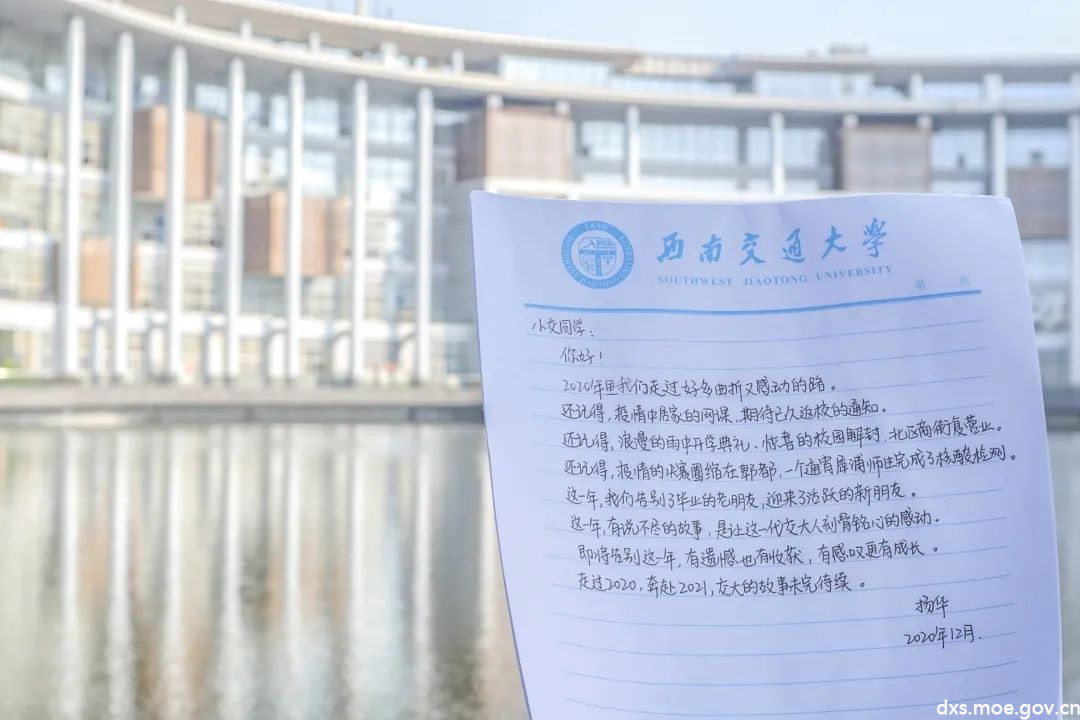 西南交通大学
SOUTHWEST JIAOTONG UNIVERSITY
1896
第 页
小交同学：
你好！
2020年里我们走过好多曲折又感动的路。
还记得，疫情中居家的网课、期待已久返校的通知。
还记得，浪漫的雨中开学典礼、惊喜的校园解封，北区商街复营业。
还记得，疫情的决赛圈缩在郫都，一个通宵犀浦师生完成了核酸检测。
这一年，我们告别了毕业的老朋友，迎来了活跃的新朋友。
这一年，有说不尽的故事，是让这一代交大人刻骨铭心的感动。
即将告别这一年，有遗憾也有收获，有感叹更有成长。
走过2020，奔赴2021，交大的故事未完待续。
扬华
2020年12月.
dxs.moe.gov.cn